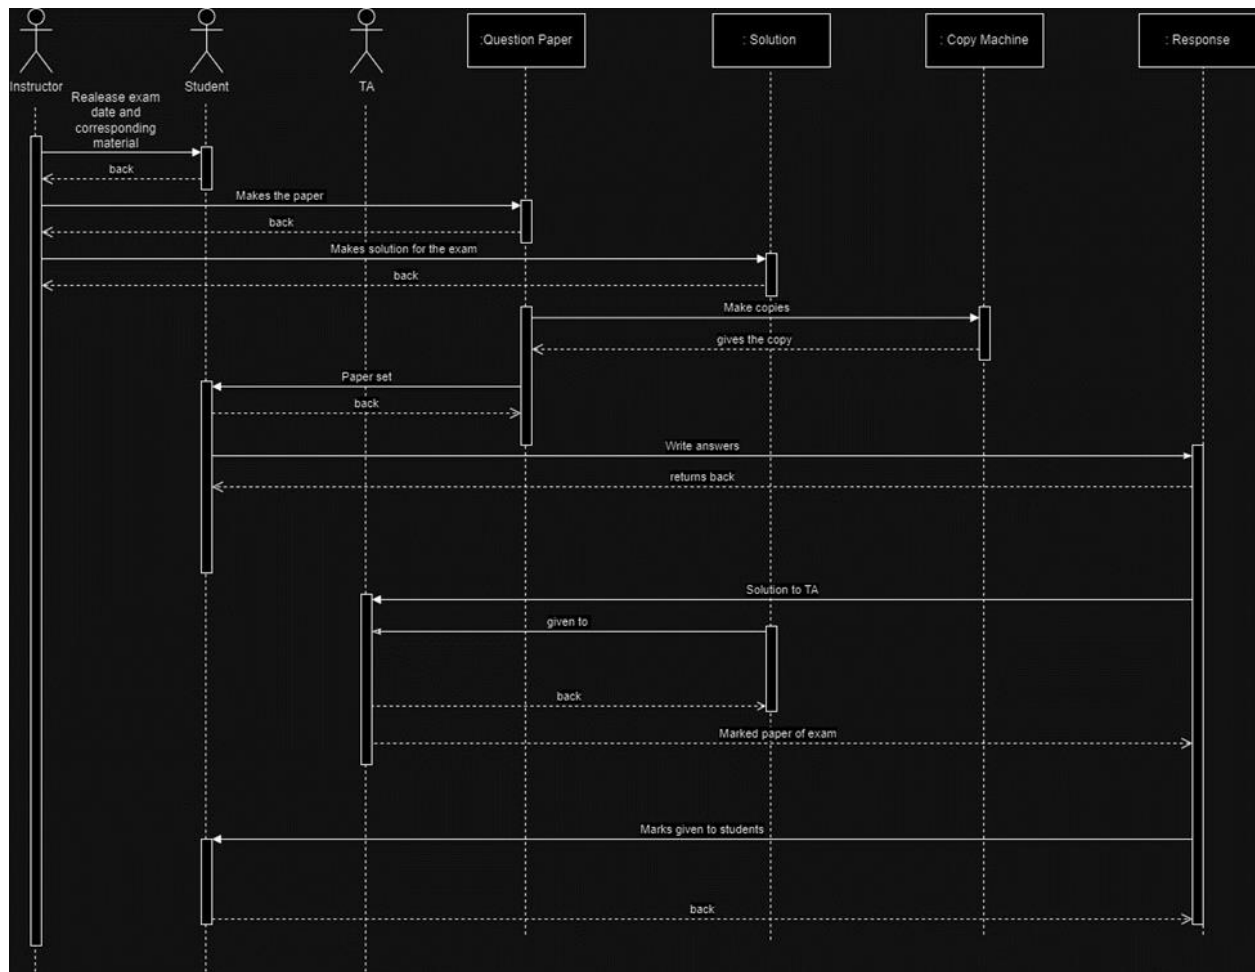 :Question Paper
: Solution
: Copy Machine
: Response
Instructor
Student
TA
Realease exam
date and
corresponding
material
back
Makes the paper
back
Makes solution for the exam
back
Make copies
gives the copy
Paper set
back
Write answers
returns back
Solution to TA
given to
back
Marked paper of exam
Marks given to students
back